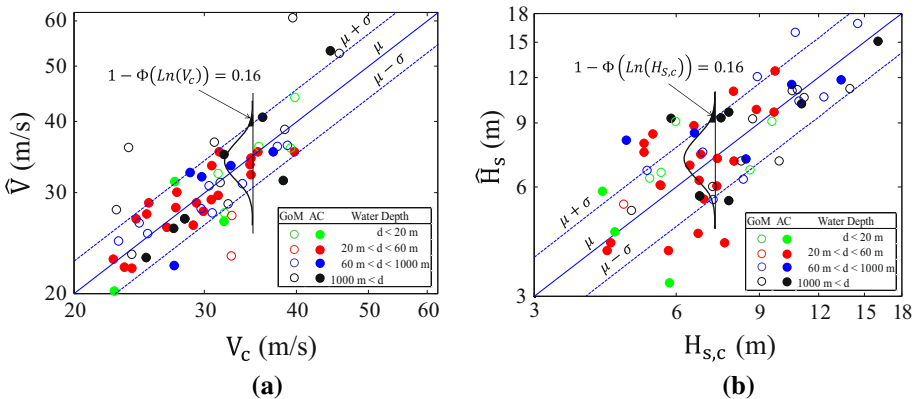 60
50
40
30
20
V̂ (m/s)
20
30
40
50
60
V_c (m/s)
μ+σ
μ
μ−σ
1 − Φ(Ln(V_c)) = 0.16
GoM AC Water Depth
d < 20 m
20 m < d < 60 m
60 m < d < 1000 m
1000 m < d
(a)
18
15
12
9
6
3
Ĥ_s (m)
3
6
9
12
15
18
H_s,c (m)
1 − Φ(Ln(H_s,c)) = 0.16
μ+σ
μ
μ−σ
GoM AC Water Depth
d < 20 m
20 m < d < 60 m
60 m < d < 1000 m
1000 m < d
(b)